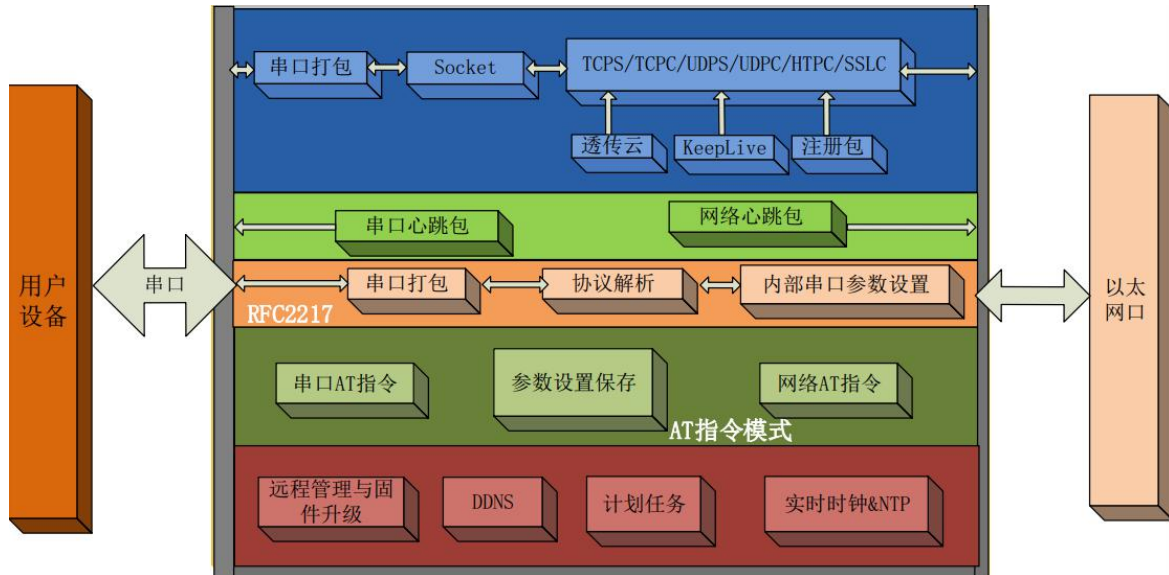 串口打包
Socket
TCPS/TCPC/UDPS/UDPC/HTPC/SSLC
透传云
KeepLive
注册包
串口心跳包
网络心跳包
用户
设备
串口
串口打包
协议解析
内部串口参数设置
RFC2217
以太
网口
串口AT指令
参数设置保存
网络AT指令
AT指令模式
远程管理与固
件升级
DDNS
计划任务
实时时钟&NTP